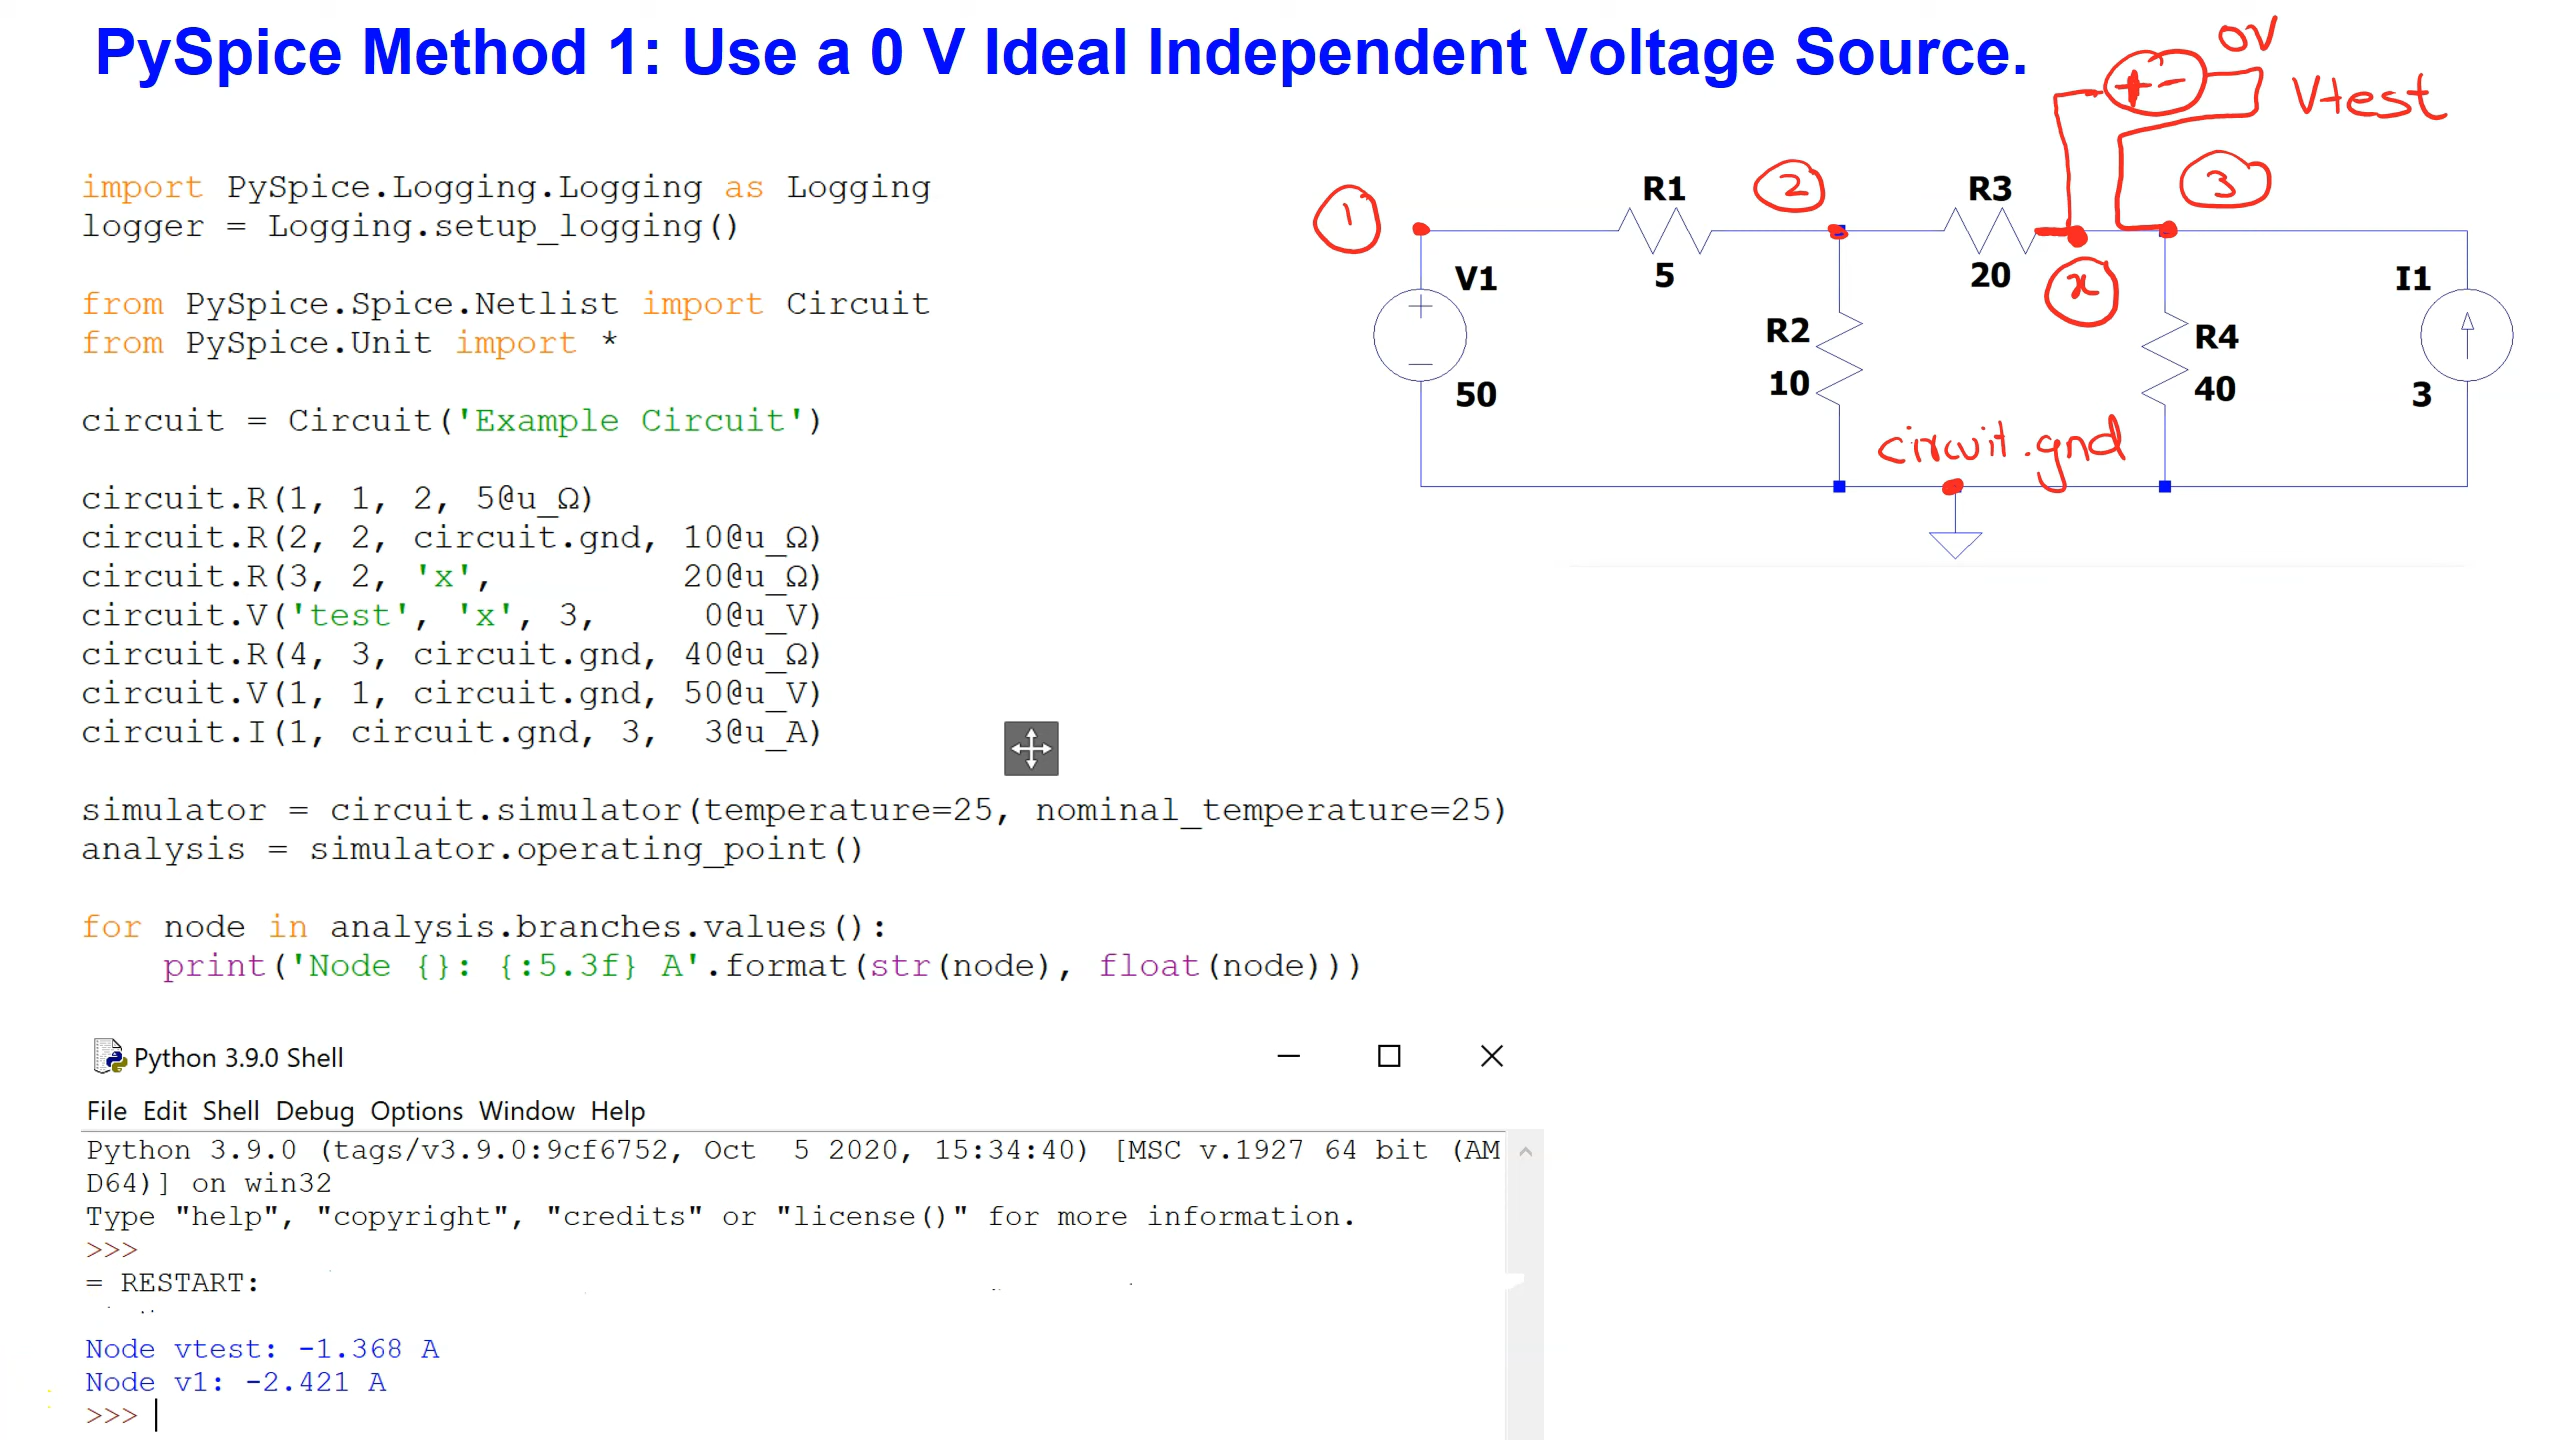 PySpice Method 1: Use a 0 V Ideal Independent Voltage Source.
import PySpice.Logging.Logging as Logging
logger = Logging.setup_logging()
from PySpice.Spice.Netlist import Circuit
from PySpice.Unit import *
circuit = Circuit('Example Circuit')
circuit.R(1, 1, 2, 5@u_Ω)
circuit.R(2, 2, circuit.gnd, 10@u_Ω)
circuit.R(3, 2, 'x', 20@u_Ω)
circuit.V('test', 'x', 3, 0@u_V)
circuit.R(4, 3, circuit.gnd, 40@u_Ω)
circuit.V(1, 1, circuit.gnd, 50@u_V)
circuit.I(1, circuit.gnd, 3, 3@u_A)
simulator = circuit.simulator(temperature=25, nominal_temperature=25)
analysis = simulator.operating_point()
for node in analysis.branches.values():
print('Node {}: {:5.3f} A'.format(str(node), float(node)))
0V
+ -
Vtest
1
2
3
R1
R3
5
20
x
V1
50
R2
10
R4
40
I1
3
circuit.gnd
Python 3.9.0 Shell
File Edit Shell Debug Options Window Help
Python 3.9.0 (tags/v3.9.0:9cf6752, Oct  5 2020, 15:34:40) [MSC v.1927 64 bit (AM
D64)] on win32
Type "help", "copyright", "credits" or "license()" for more information.
>>>
= RESTART:
Node vtest: -1.368 A
Node v1: -2.421 A
>>>